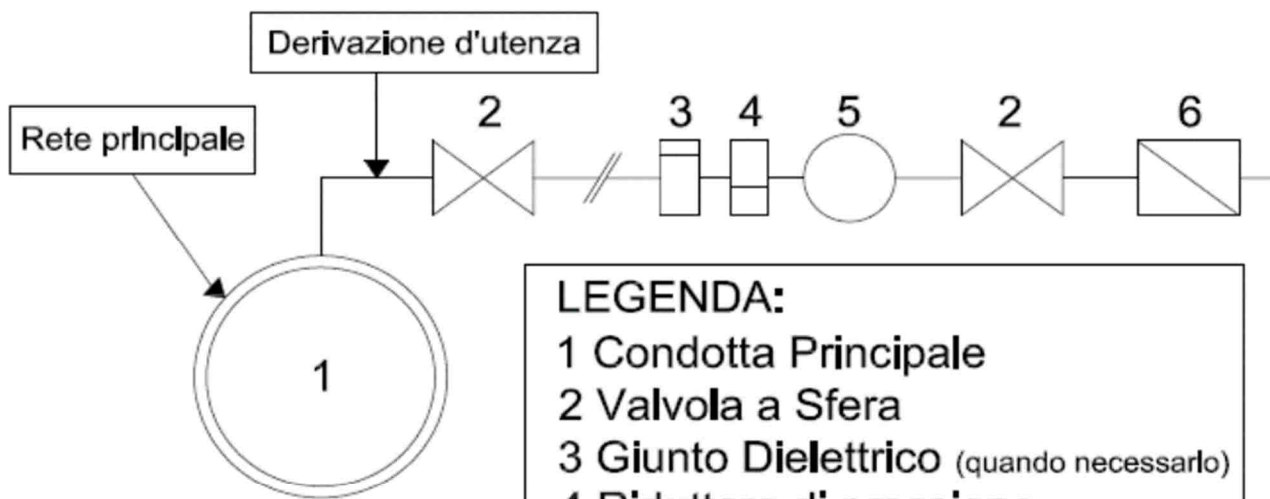 Derivazione d'utenza
Rete principale
2 3 4 5 2 6
1
LEGENDA:
1 Condotta Principale
2 Valvola a Sfera
3 Giunto Dielettrico (quando necessario)